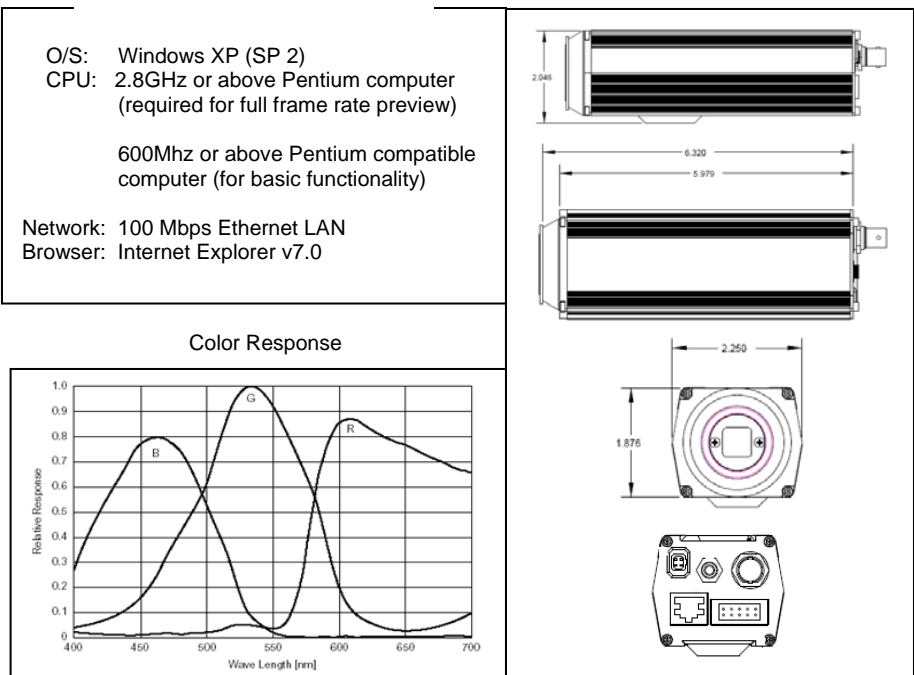 O/S: Windows XP (SP 2)
CPU: 2.8GHz or above Pentium computer
(required for full frame rate preview)
600Mhz or above Pentium compatible
computer (for basic functionality)
Network: 100 Mbps Ethernet LAN
Browser: Internet Explorer v7.0
Color Response
1.0
0.9
0.8
0.7
0.6
0.5
0.4
0.3
0.2
0.1
0
Relative Response
B
G
R
400 450 500 550 600 650 700
Wave Length [nm]
2.046
6.320
5.979
2.250
1.876